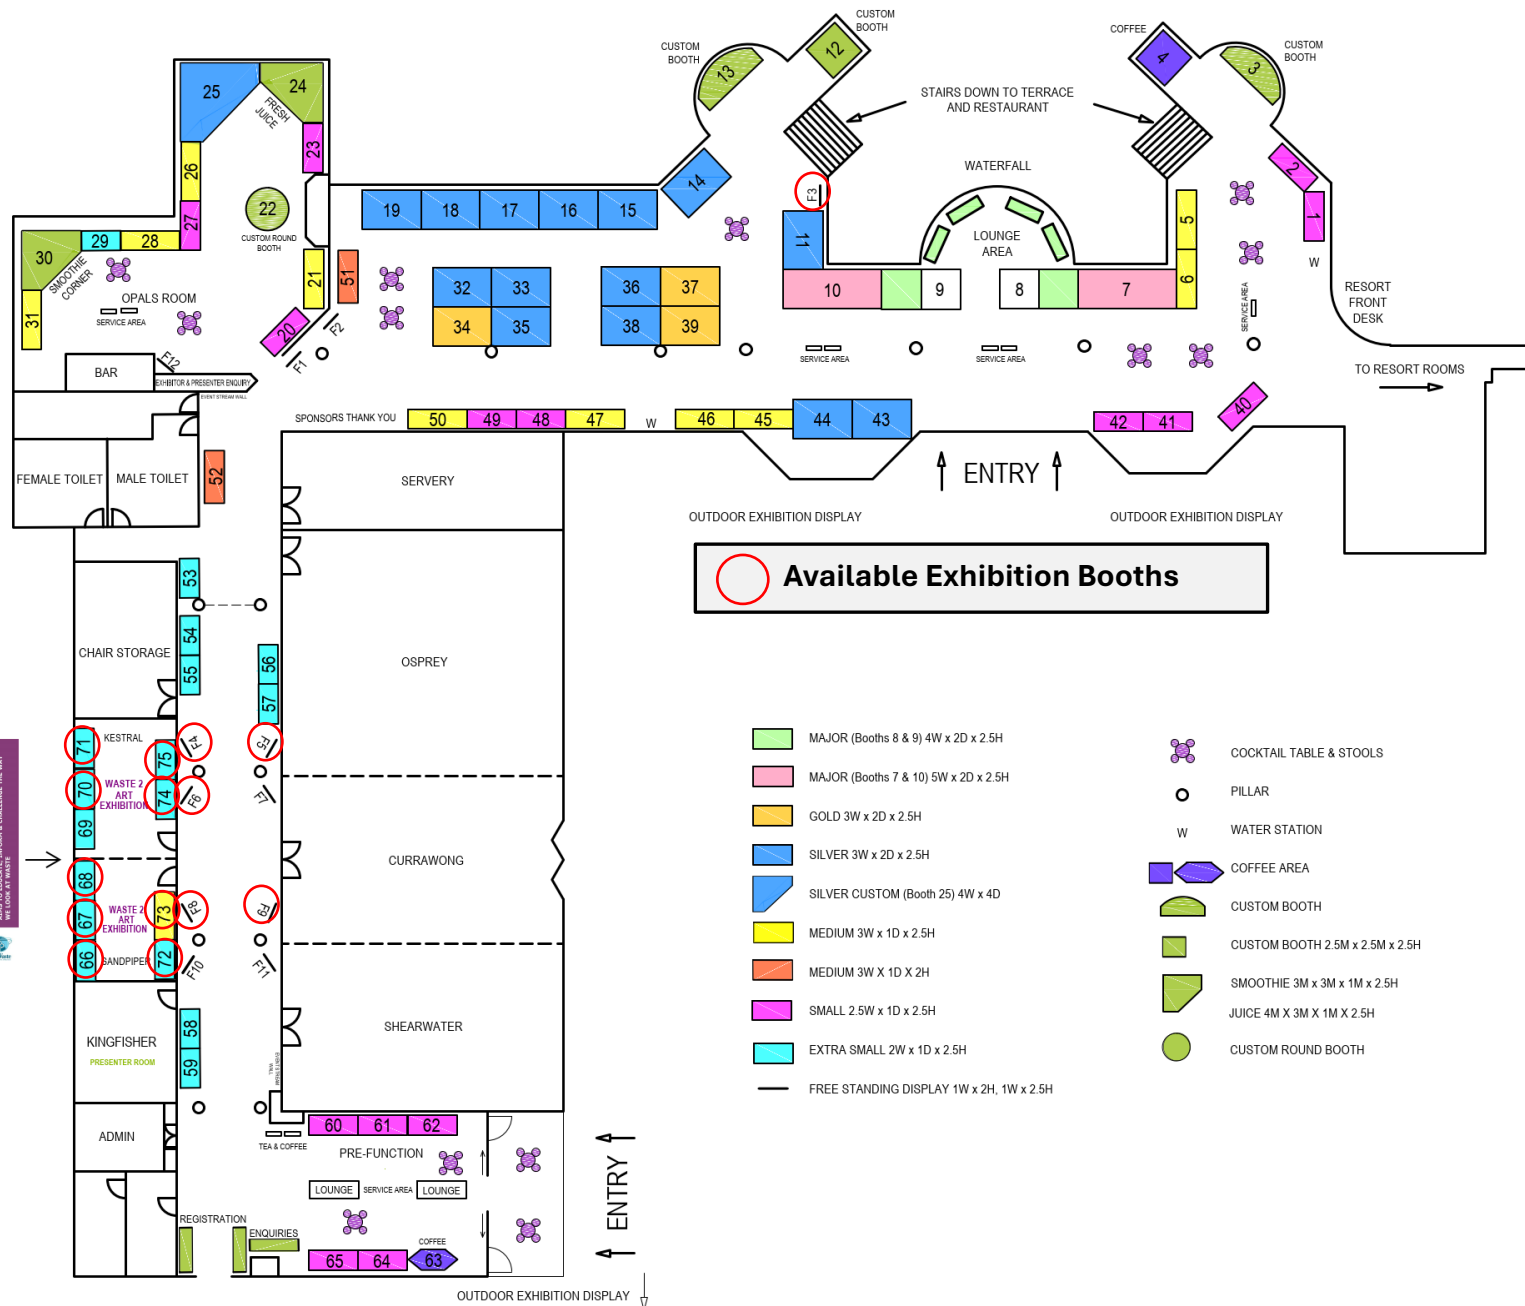 CUSTOM
BOOTH
12
CUSTOM
BOOTH
13
COFFEE
4
CUSTOM
BOOTH
3
STAIRS DOWN TO TERRACE
AND RESTAURANT
25
24
FRESH
JUICE
23
26
27
22
CUSTOM ROUND
BOOTH
28
29
30
SMOOTHIE
CORNER
31
OPALS ROOM
SERVICE AREA
21
20
51
F1
F2
F12
BAR
EXHIBITOR & PRESENTER ENQUIRY
EVENT STREAM WALL
19
18
17
16
15
14
F3
11
WATERFALL
LOUNGE
AREA
10
9
8
7
5
6
2
1
W
SERVICE AREA
RESORT
FRONT
DESK
TO RESORT ROOMS
32
33
34
35
36
37
38
39
SERVICE AREA
SERVICE AREA
SPONSORS THANK YOU
50
49
48
47
W
46
45
44
43
42
41
40
ENTRY
OUTDOOR EXHIBITION DISPLAY
OUTDOOR EXHIBITION DISPLAY
FEMALE TOILET
MALE TOILET
52
SERVERY
Available Exhibition Booths
53
54
55
56
57
CHAIR STORAGE
OSPREY
71
KESTRAL
75
F4
F5
70
WASTE 2
ART
EXHIBITION
74
F6
F7
69
CURRAWONG
68
67
WASTE 2
ART
EXHIBITION
73
F8
F9
66
SANDPIPER
72
F10
F11
WE LOOK AT WASTE
KINGFISHER
PRESENTER ROOM
58
59
SHEARWATER
ADMIN
60
61
62
TEA & COFFEE
PRE-FUNCTION
LOUNGE
SERVICE AREA
LOUNGE
REGISTRATION
ENQUIRIES
COFFEE
65
64
63
ENTRY
OUTDOOR EXHIBITION DISPLAY
MAJOR (Booths 8 & 9) 4W x 2D x 2.5H
MAJOR (Booths 7 & 10) 5W x 2D x 2.5H
GOLD 3W x 2D x 2.5H
SILVER 3W x 2D x 2.5H
SILVER CUSTOM (Booth 25) 4W x 4D
MEDIUM 3W x 1D x 2.5H
MEDIUM 3W X 1D X 2H
SMALL 2.5W x 1D x 2.5H
EXTRA SMALL 2W x 1D x 2.5H
FREE STANDING DISPLAY 1W x 2H, 1W x 2.5H
COCKTAIL TABLE & STOOLS
PILLAR
W
WATER STATION
COFFEE AREA
CUSTOM BOOTH
CUSTOM BOOTH 2.5M x 2.5M x 2.5H
SMOOTHIE 3M x 3M x 1M x 2.5H
JUICE 4M X 3M X 1M X 2.5H
CUSTOM ROUND BOOTH